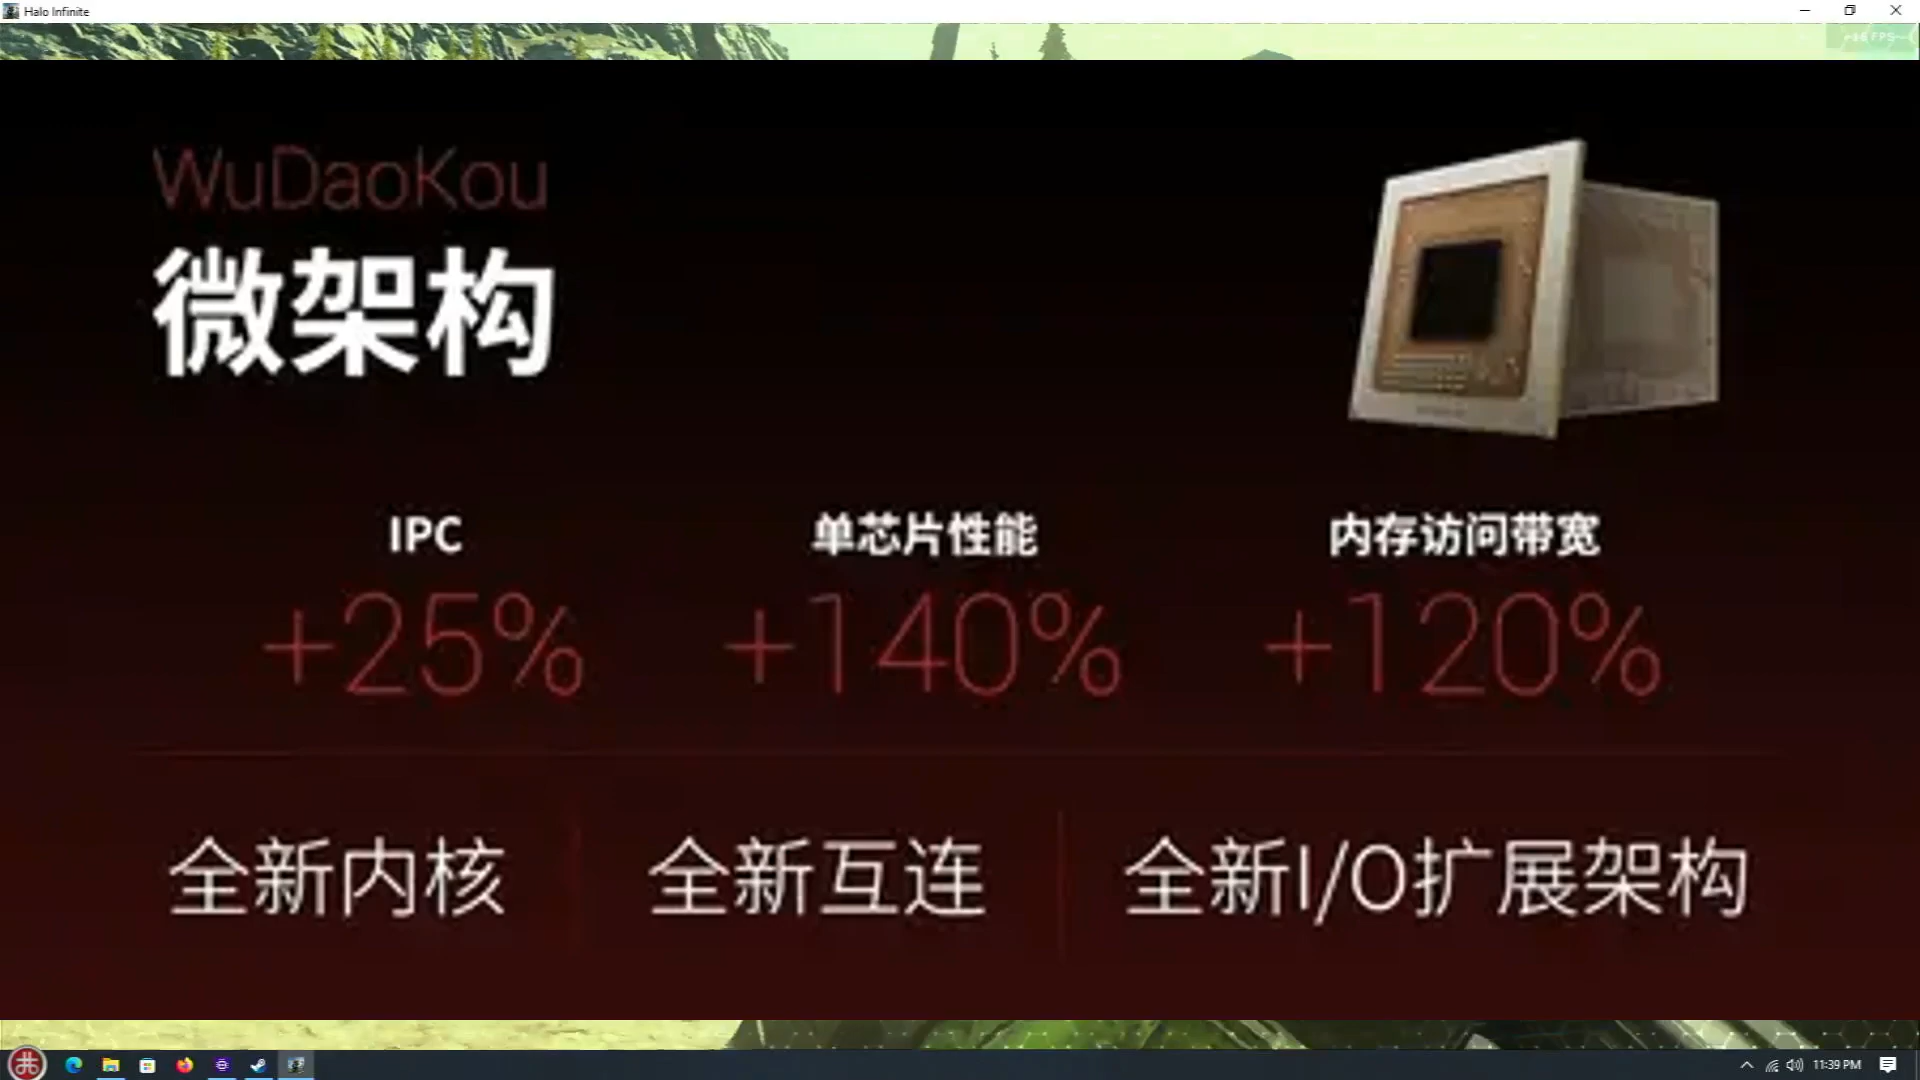 Halo Infinite
WuDaoKou
微架构
IPC
单芯片性能
内存访问带宽
+25%
+140%
+120%
全新内核
全新互连
全新I/O扩展架构
11:39 PM